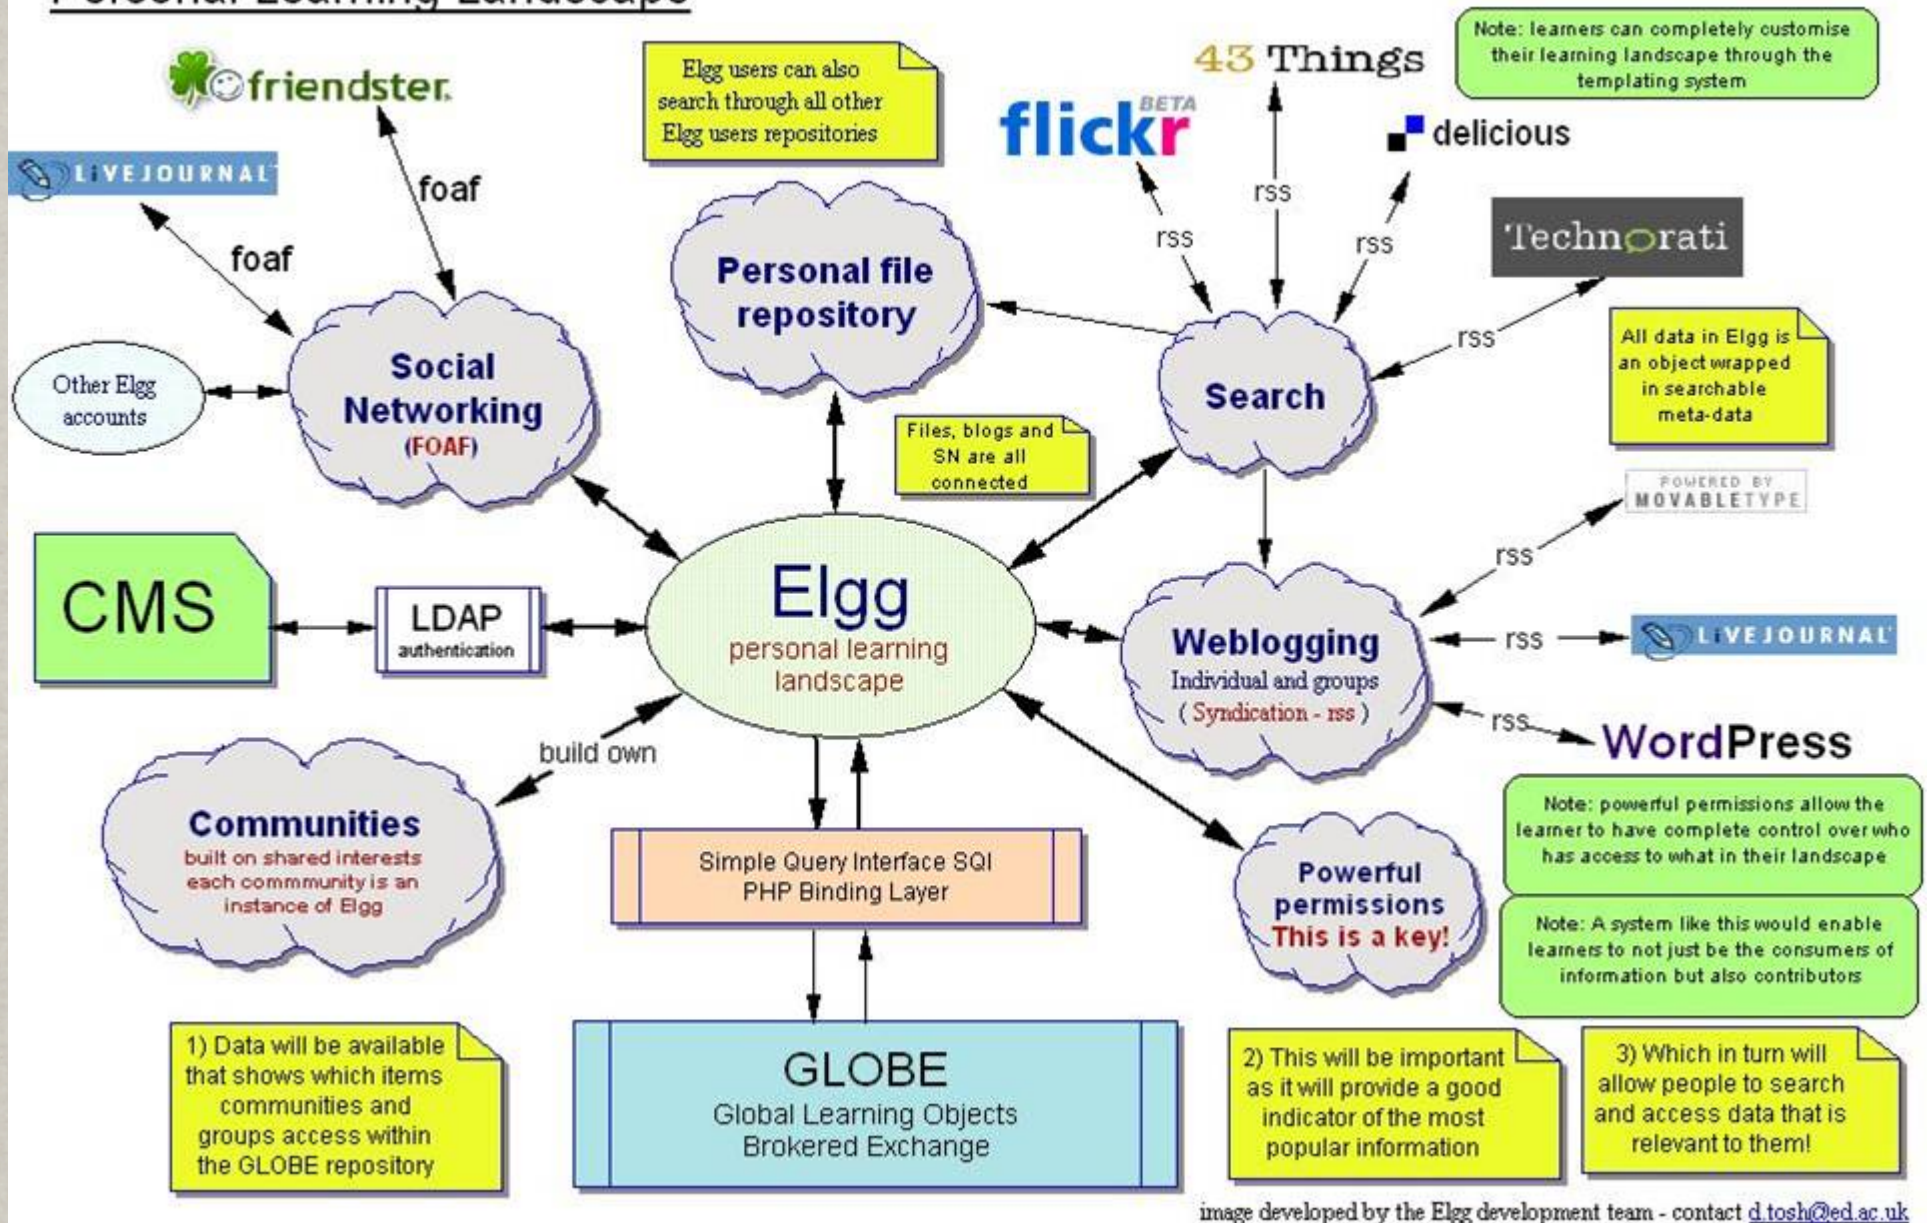 Personal Learning Landscape
friendster.
LiVEJOURNAL
foaf
foaf
Other Elgg
accounts
Social
Networking
(FOAF)
Elgg users can also
search through all other
Elgg users repositories
Personal file
repository
43 Things
flickr
BETA
delicious
Note: learners can completely customise
their learning landscape through the
templating system
rss
rss
rss
Technorati
rss
Search
All data in Elgg is
an object wrapped
in searchable
meta-data
Files, blogs and
SN are all
connected
POWERED BY
MOVABLETYPE
rss
CMS
LDAP
authentication
Elgg
personal learning
landscape
Weblogging
Individual and groups
( Syndication - rss )
rss
LiVEJOURNAL
rss
WordPress
build own
Communities
built on shared interests
each commmunity is an
instance of Elgg
Simple Query Interface SQI
PHP Binding Layer
Powerful
permissions
This is a key!
Note: powerful permissions allow the
learner to have complete control over who
has access to what in their landscape
Note: A system like this would enable
learners to not just be the consumers of
information but also contributors
1) Data will be available
that shows which items
communities and
groups access within
the GLOBE repository
GLOBE
Global Learning Objects
Brokered Exchange
2) This will be important
as it will provide a good
indicator of the most
popular information
3) Which in turn will
allow people to search
and access data that is
relevant to them!
image developed by the Elgg development team - contact d.tosh@ed.ac.uk